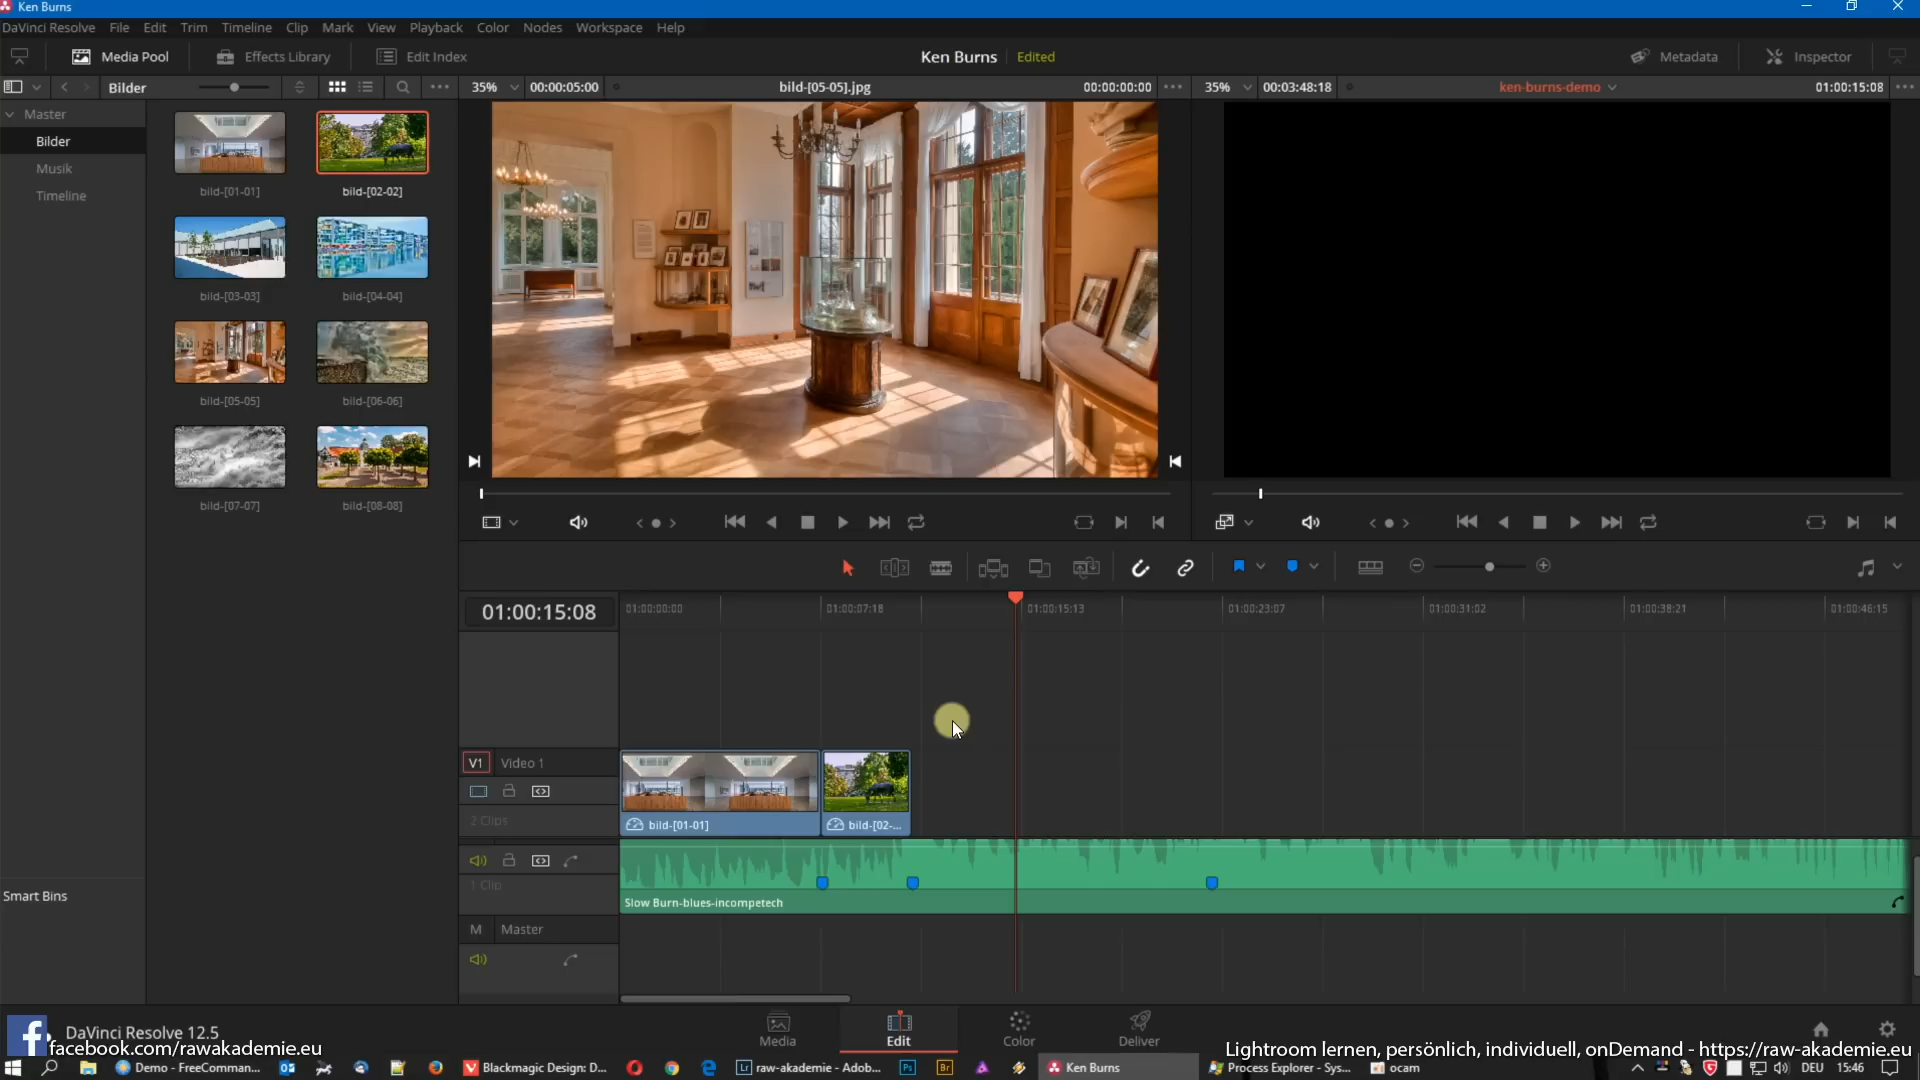 Ken Burns
DaVinci Resolve File Edit Trim Timeline Clip Mark View Playback Color Nodes Workspace Help
Media Pool Effects Library Edit Index Ken Burns Edited Metadata Inspector
Bilder 35% 00:00:05:00 bild-[05-05].jpg 00:00:00:00 35% 00:03:48:18 ken-burns-demo 01:00:15:08
Master
Bilder
Musik
Timeline
bild-[01-01] bild-[02-02]
bild-[03-03] bild-[04-04]
bild-[05-05] bild-[06-06]
bild-[07-07] bild-[08-08]
01:00:15:08 01:00:00:00 01:00:07:18 01:00:15:13 01:00:23:07 01:00:31:02 01:00:38:21 01:00:46:15
V1 Video 1
2 Clips
bild-[01-01] bild-[02-...
1 Clip
Slow Burn-blues-incompetech
M Master
Smart Bins
DaVinci Resolve 12.5
Media Edit Color Deliver
facebook.com/rawakademie.eu
Lightroom lernen, persönlich, individuell, onDemand - https://raw-akademie.eu
Demo - FreeComman... Blackmagic Design: D... raw-akademie - Adob... Ken Burns Process Explorer - Sys... ocam DEU 15:46